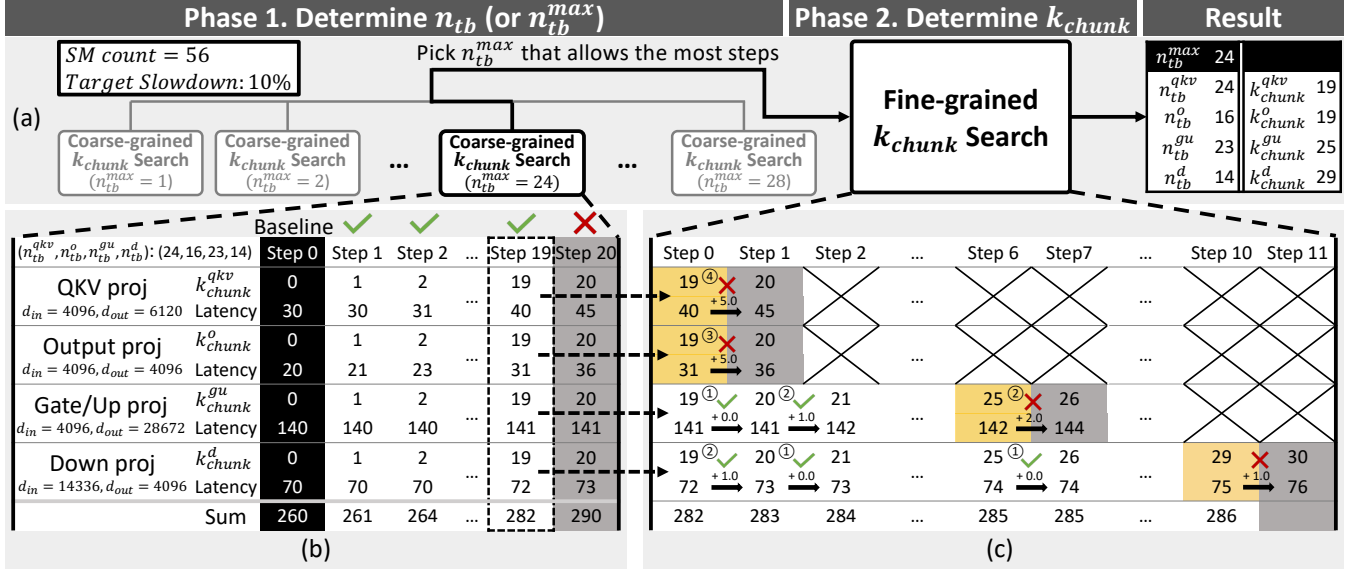 Phase 1. Determine n_tb (or n_tb^max)
Phase 2. Determine k_chunk
Result
SM count = 56
Target Slowdown: 10%
Pick n_tb^max that allows the most steps
(a)
Coarse-grained
k_chunk Search
(n_tb^max = 1)
Coarse-grained
k_chunk Search
(n_tb^max = 2)
...
Coarse-grained
k_chunk Search
(n_tb^max = 24)
...
Coarse-grained
k_chunk Search
(n_tb^max = 28)
Fine-grained
k_chunk Search
n_tb^max 24
n_tb^qkv 24 k_chunk^qkv 19
n_tb^o 16 k_chunk^o 19
n_tb^gu 23 k_chunk^gu 25
n_tb^d 14 k_chunk^d 29
Baseline
(n_tb^qkv, n_tb^o, n_tb^gu, n_tb^d): (24,16,23,14) Step 0 Step 1 Step 2 ... Step 19 Step 20
QKV proj k_chunk^qkv 0 1 2 19 20
...
d_in = 4096, d_out = 6120 Latency 30 30 31 40 45
Output proj k_chunk^o 0 1 2 19 20
...
d_in = 4096, d_out = 4096 Latency 20 21 23 31 36
Gate/Up proj k_chunk^gu 0 1 2 19 20
...
d_in = 4096, d_out = 28672 Latency 140 140 140 141 141
Down proj k_chunk^d 0 1 2 19 20
...
d_in = 14336, d_out = 4096 Latency 70 70 70 72 73
Sum 260 261 264 ... 282 290
(b)
Step 0 Step 1 Step 2 ... Step 6 Step7 ... Step 10 Step 11
19 ④ 20
+ 5.0
40 45
... ...
19 ③ 20
+ 5.0
31 36
... ...
19 ① 20 ② 21 25 ② 26
+ 0.0 + 1.0 ... + 2.0 ...
141 141 142 142 144
19 ② 20 ① 21 25 ① 26 29 30
+ 1.0 + 0.0 ... + 0.0 ... + 1.0
72 73 73 74 74 75 76
282 283 284 ... 285 285 ... 286
(c)